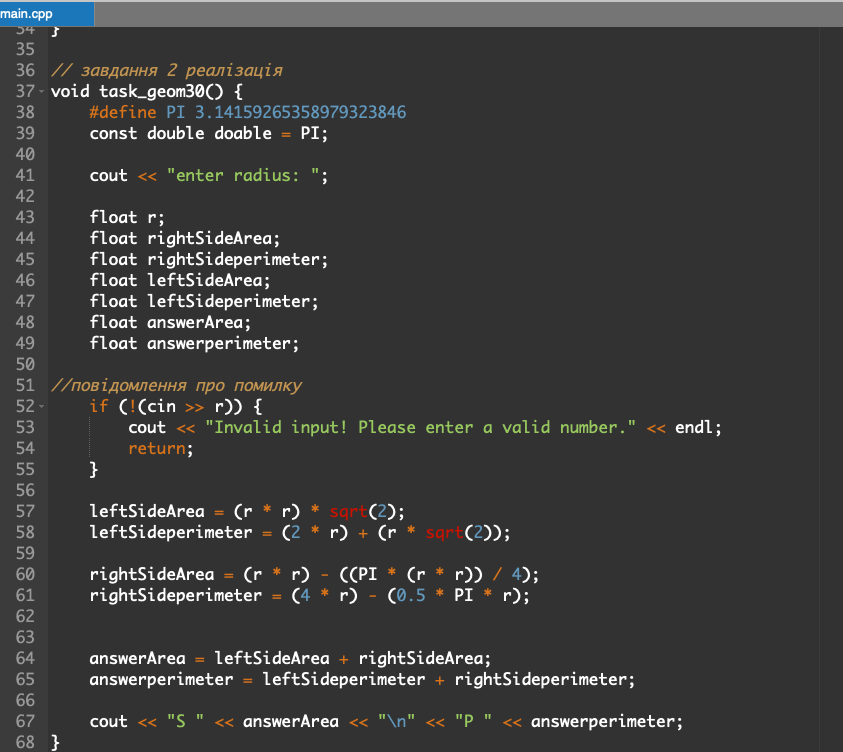 main.cpp
34 }
35
36 // завдання 2 реалізація
37 void task_geom30() {
38 #define PI 3.14159265358979323846
39 const double doable = PI;
40
41 cout << "enter radius: ";
42
43 float r;
44 float rightSideArea;
45 float rightSideperimeter;
46 float leftSideArea;
47 float leftSideperimeter;
48 float answerArea;
49 float answerperimeter;
50
51 //повідомлення про помилку
52 if (!(cin >> r)) {
53 cout << "Invalid input! Please enter a valid number." << endl;
54 return;
55 }
56
57 leftSideArea = (r * r) * sqrt(2);
58 leftSideperimeter = (2 * r) + (r * sqrt(2));
59
60 rightSideArea = (r * r) - ((PI * (r * r)) / 4);
61 rightSideperimeter = (4 * r) - (0.5 * PI * r);
62
63
64 answerArea = leftSideArea + rightSideArea;
65 answerperimeter = leftSideperimeter + rightSideperimeter;
66
67 cout << "S " << answerArea << "\n" << "P " << answerperimeter;
68 }